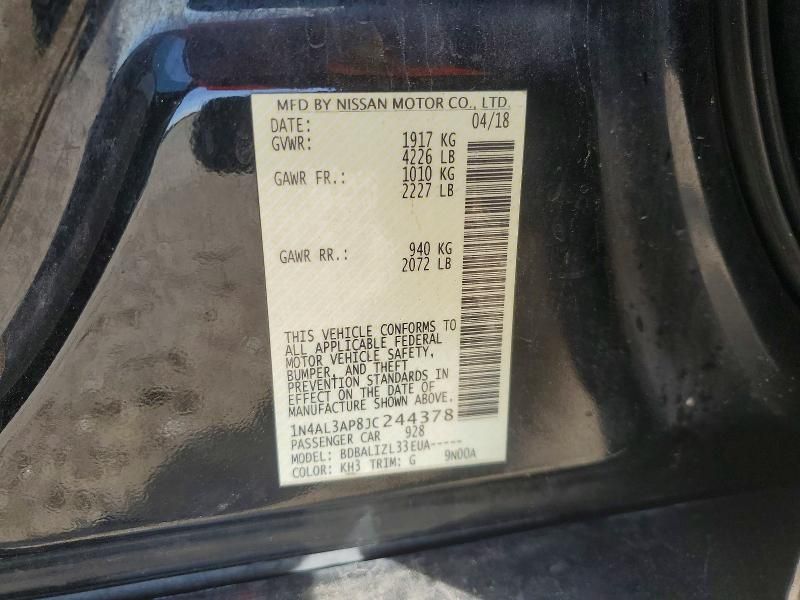 MFD BY NISSAN MOTOR CO., LTD.
DATE: 04/18
GVWR: 1917 KG
4226 LB
GAWR FR.: 1010 KG
2227 LB
GAWR RR.: 940 KG
2072 LB
THIS VEHICLE CONFORMS TO
ALL APPLICABLE FEDERAL
MOTOR VEHICLE SAFETY,
BUMPER, AND THEFT
PREVENTION STANDARDS IN
EFFECT ON THE DATE OF
MANUFACTURE SHOWN ABOVE.
1N4AL3AP8JC244378
PASSENGER CAR 928
MODEL: BDBALIZL33EUA-----
COLOR: KH3 TRIM: G 9N00A